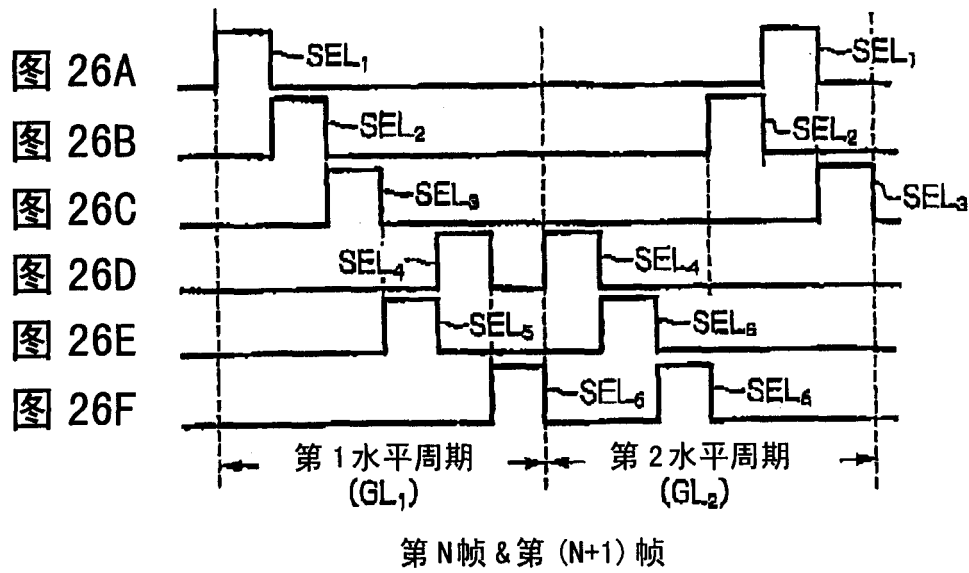 图 26A SEL₁ SEL₁
图 26B SEL₂ SEL₂
图 26C SEL₃ SEL₃
图 26D SEL₄ SEL₄
图 26E SEL₅ SEL₆
图 26F SEL₆
第1水平周期 第2水平周期
(GL₁) (GL₂)
第N帧&第 (N+1) 帧